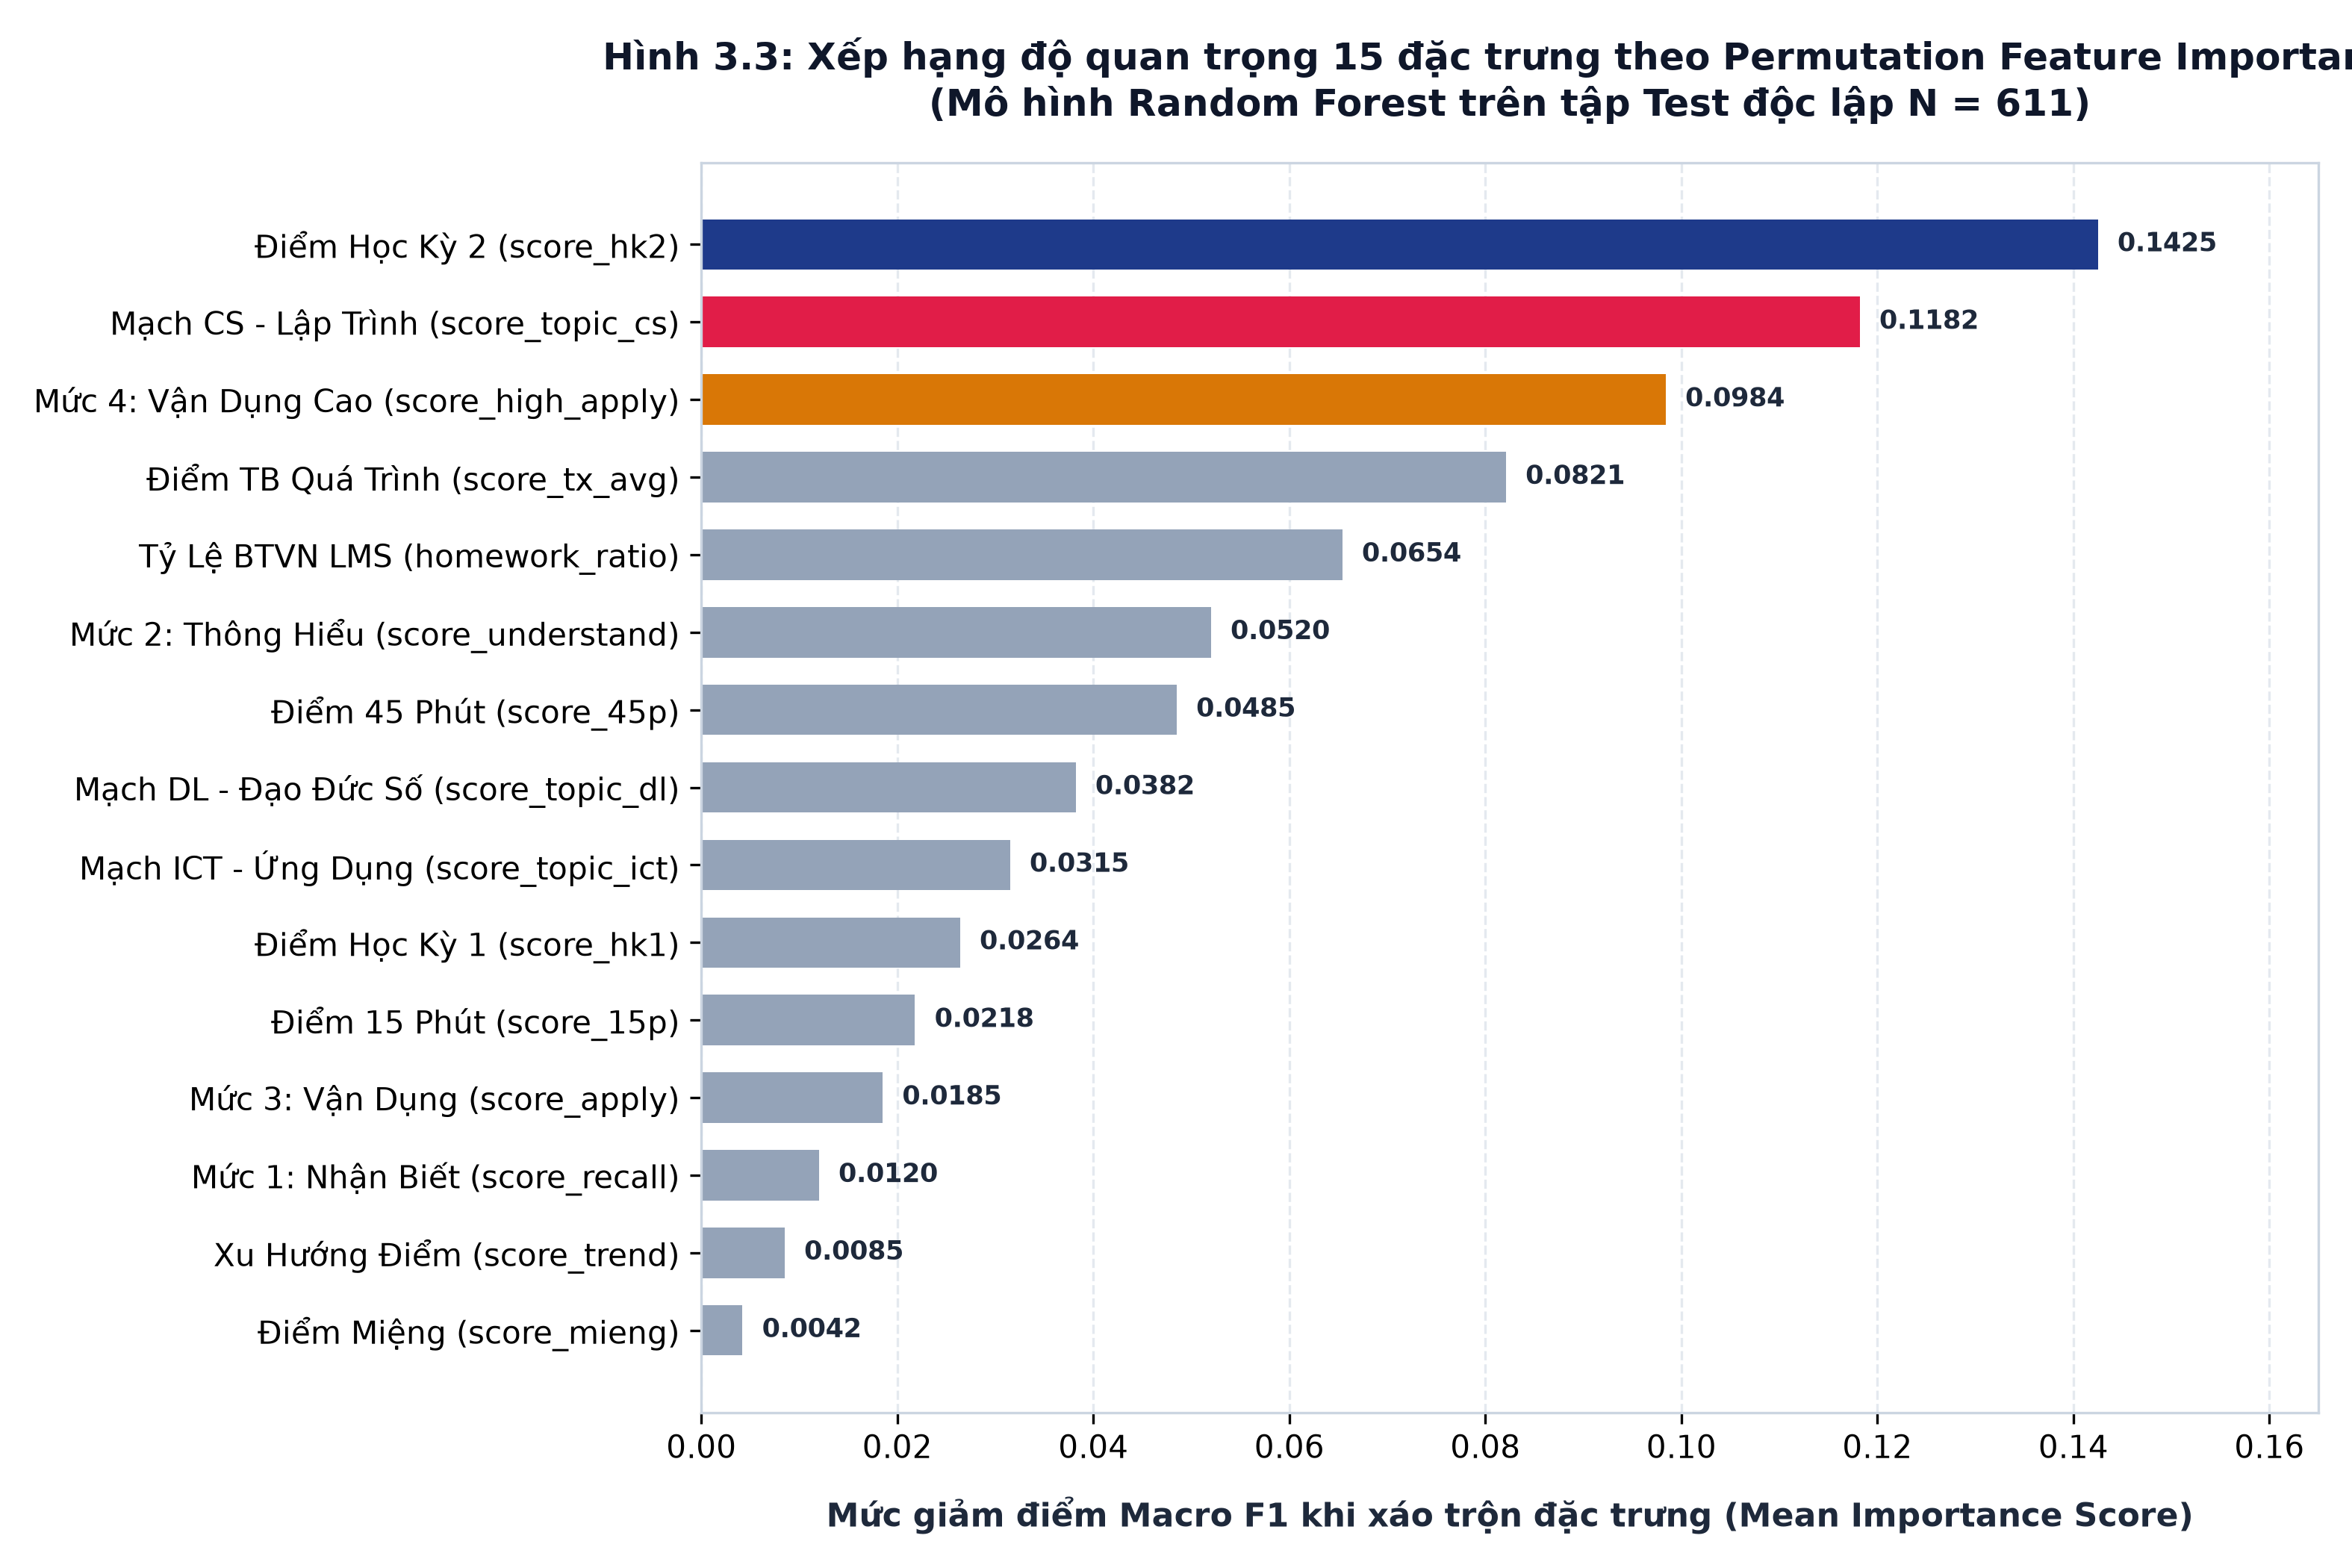 Hình 3.3: Xếp hạng độ quan trọng 15 đặc trưng theo Permutation Feature Importan
(Mô hình Random Forest trên tập Test độc lập N = 611)
Điểm Học Kỳ 2 (score_hk2) 0.1425
Mạch CS - Lập Trình (score_topic_cs) 0.1182
Mức 4: Vận Dụng Cao (score_high_apply) 0.0984
Điểm TB Quá Trình (score_tx_avg) 0.0821
Tỷ Lệ BTVN LMS (homework_ratio) 0.0654
Mức 2: Thông Hiểu (score_understand) 0.0520
Điểm 45 Phút (score_45p) 0.0485
Mạch DL - Đạo Đức Số (score_topic_dl) 0.0382
Mạch ICT - Ứng Dụng (score_topic_ict) 0.0315
Điểm Học Kỳ 1 (score_hk1) 0.0264
Điểm 15 Phút (score_15p) 0.0218
Mức 3: Vận Dụng (score_apply) 0.0185
Mức 1: Nhận Biết (score_recall) 0.0120
Xu Hướng Điểm (score_trend) 0.0085
Điểm Miệng (score_mieng) 0.0042
0.00 0.02 0.04 0.06 0.08 0.10 0.12 0.14 0.16
Mức giảm điểm Macro F1 khi xáo trộn đặc trưng (Mean Importance Score)